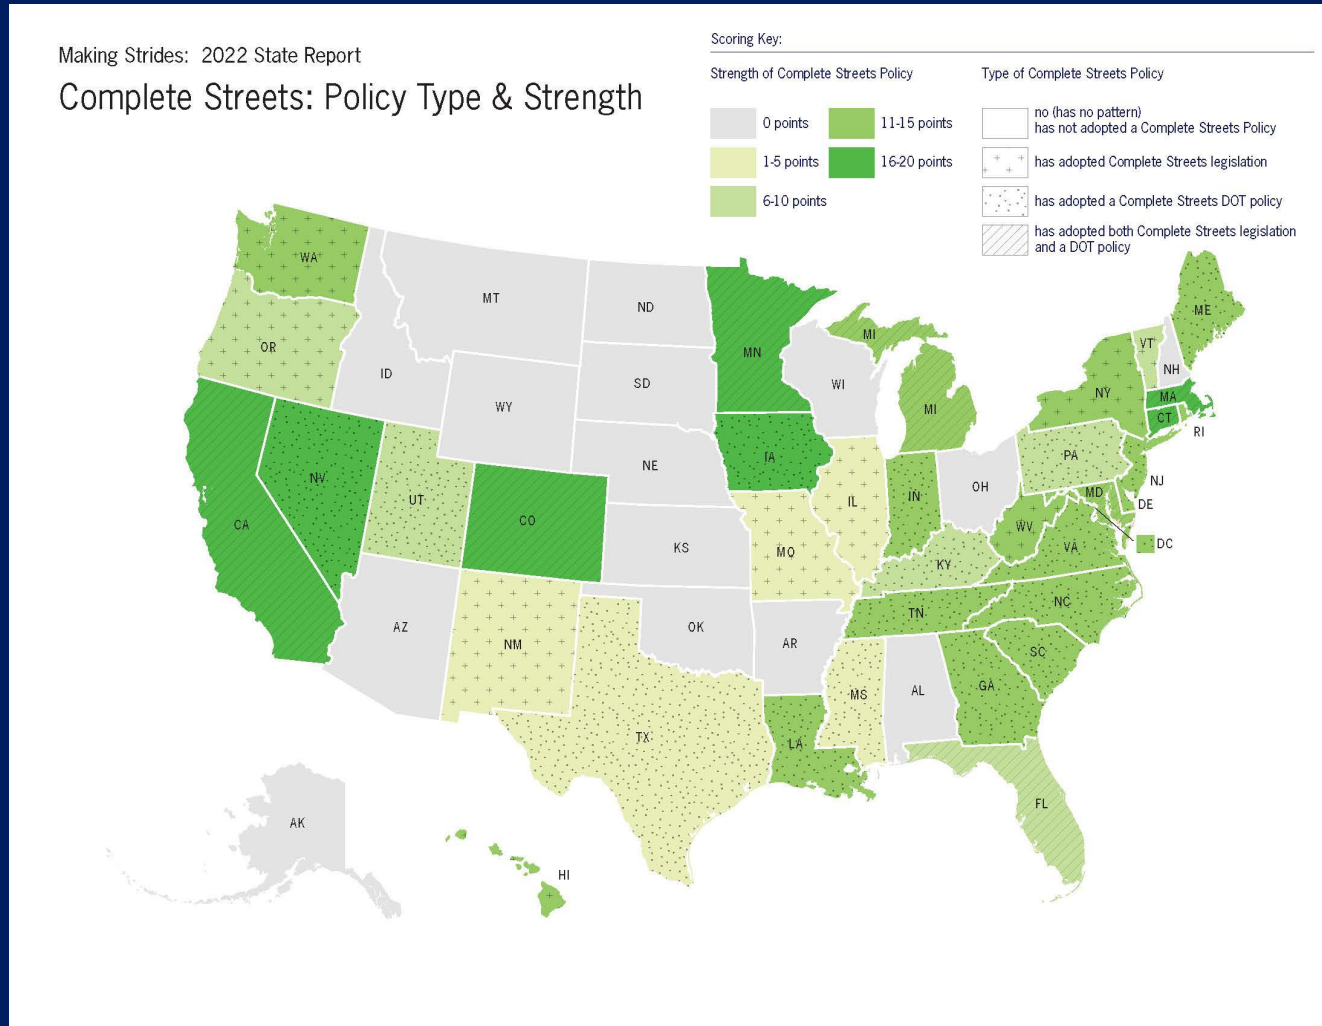 Making Strides: 2022 State Report
Complete Streets: Policy Type & Strength
Scoring Key:
Strength of Complete Streets Policy
0 points
11-15 points
1-5 points
16-20 points
6-10 points
Type of Complete Streets Policy
no (has no pattern)
has not adopted a Complete Streets Policy
has adopted Complete Streets legislation
has adopted a Complete Streets DOT policy
has adopted both Complete Streets legislation
and a DOT policy
WA
MT
ND
ME
OR
ID
MN
MI
VT
NH
SD
WI
WY
NY
MA
MI
CT
RI
NE
IA
PA
NV
UT
OH
NJ
IN
IL
MD
DE
CA
CO
WV
DC
KS
MO
VA
KY
AZ
OK
TN
NC
NM
AR
SC
MS
AL
GA
TX
LA
FL
AK
HI